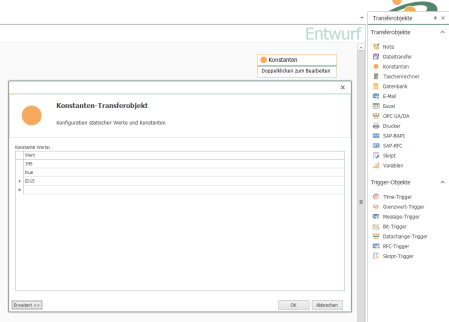 Transferobjekte
Entwurf
Transferobjekte
Konstanten
Doppelklicken zum Bearbeiten
Notiz
Dateitransfer
Konstanten
Taschenrechner
Datenbank
E-Mail
Excel
OPC UA/DA
Drucker
SAP-BAPI
SAP-RFC
Skript
Variablen
Trigger-Objekte
Time-Trigger
Grenzwert-Trigger
Message-Trigger
Bit-Trigger
Datachange-Trigger
RFC-Trigger
Skript-Trigger
Konstanten-Transferobjekt
Konfiguration statischer Werte und Konstanten
Konstante Werte:
Wert
345
true
ID15
Erweitert >>
OK
Abbrechen